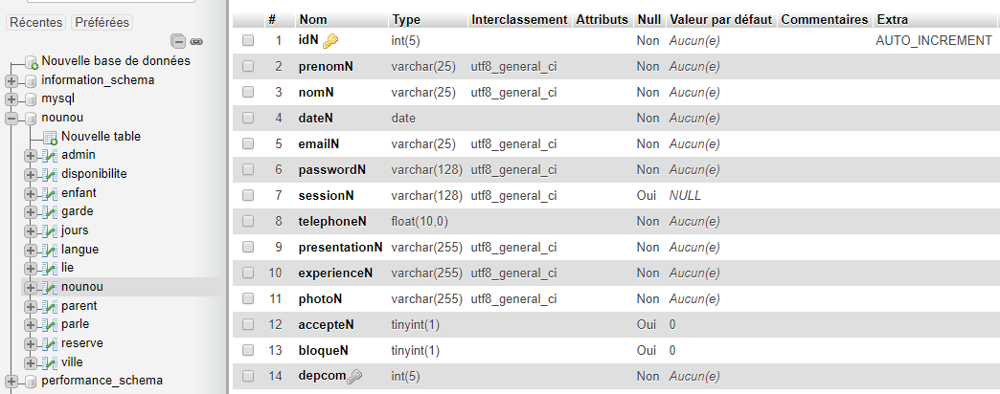 Récentes Préférées
Nouvelle base de données
information_schema
mysql
nounou
Nouvelle table
admin
disponibilite
enfant
garde
jours
langue
lie
nounou
parent
parle
reserve
ville
performance_schema
# Nom Type Interclassement Attributs Null Valeur par défaut Commentaires Extra
1 idN int(5) Non Aucun(e) AUTO_INCREMENT
2 prenomN varchar(25) utf8_general_ci Non Aucun(e)
3 nomN varchar(25) utf8_general_ci Non Aucun(e)
4 dateN date Non Aucun(e)
5 emailN varchar(25) utf8_general_ci Non Aucun(e)
6 passwordN varchar(128) utf8_general_ci Non Aucun(e)
7 sessionN varchar(128) utf8_general_ci Oui NULL
8 telephoneN float(10,0) Non Aucun(e)
9 presentationN varchar(255) utf8_general_ci Non Aucun(e)
10 experienceN varchar(255) utf8_general_ci Non Aucun(e)
11 photoN varchar(255) utf8_general_ci Non Aucun(e)
12 accepteN tinyint(1) Oui 0
13 bloqueN tinyint(1) Oui 0
14 depcom int(5) Non Aucun(e)